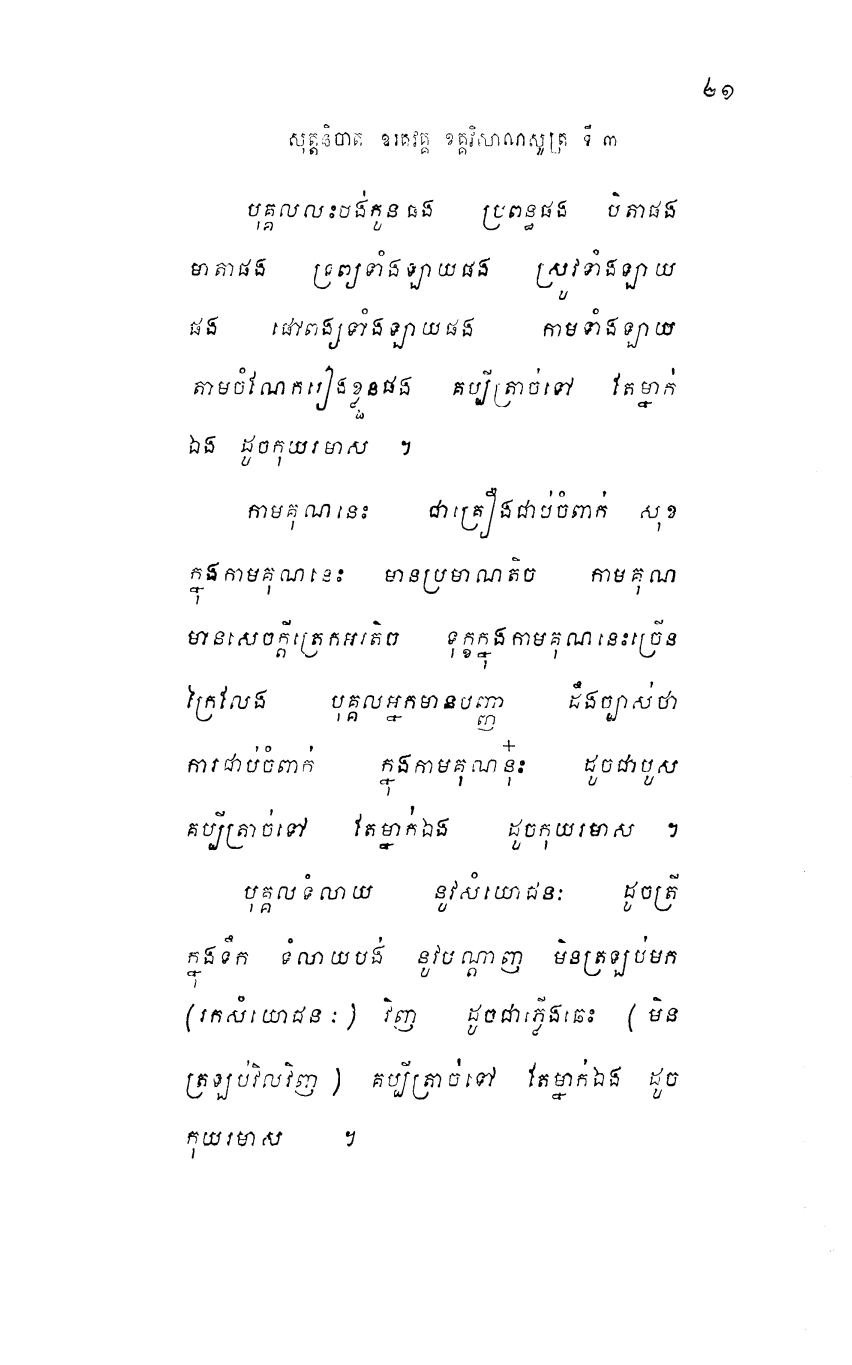 ២១
សុត្តនិបាត ឧរគវគ្គ ខគ្គវិសាណសូត្រ ទី ៣
បុគ្គលលះបង់កូនផង ប្រពន្ធផង បិតាផង
មាតាផង ទ្រព្យទាំងឡាយផង ស្រូវទាំងឡាយ
ផង ផៅពង្សទាំងឡាយផង កាមទាំងឡាយ
តាមចំណែករៀងខ្លួនផង គប្បីត្រាច់ទៅ តែម្នាក់
ឯង ដូចកុយរមាស ។
កាមគុណនេះ ជាគ្រឿងជាប់ចំពាក់ សុខ
ក្នុងកាមគុណនេះ មានប្រមាណតិច កាមគុណ
មានសេចក្តីត្រេកអរតិច ទុក្ខក្នុងកាមគុណនេះច្រើន
ក្រៃលែង បុគ្គលអ្នកមានបញ្ញា ដឹងច្បាស់ថា
ការជាប់ចំពាក់ ក្នុងកាមគុណនុ៎ះ ដូចជាបូស
គប្បីត្រាច់ទៅ តែម្នាក់ឯង ដូចកុយរមាស ។
បុគ្គលទំលាយ នូវសំយោជនៈ ដូចត្រី
ក្នុងទឹក ទំលាយបង់ នូវបណ្តាញ មិនត្រឡប់មក
(រកសំយោជនៈ) វិញ ដូចជាភ្លើងឆេះ (មិន
ត្រឡប់វិលវិញ) គប្បីត្រាច់ទៅ តែម្នាក់ឯង ដូច
កុយរមាស ។